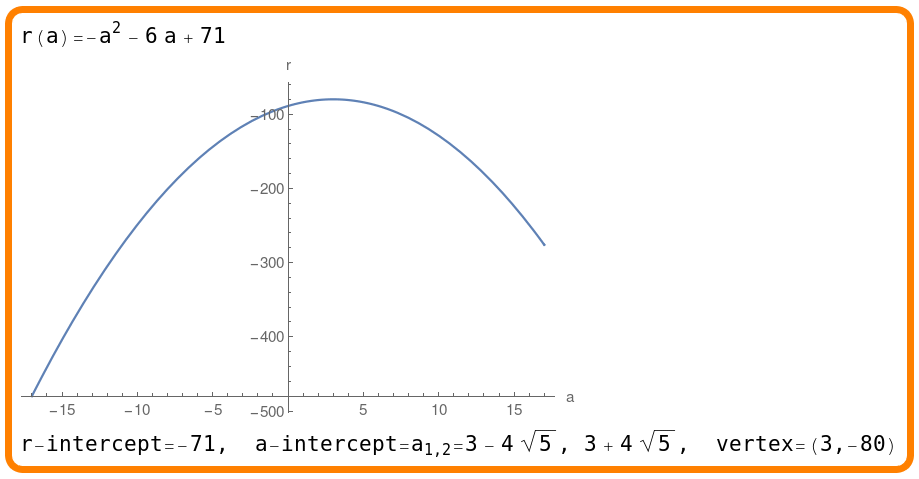 r(a)=-a² - 6 a + 71
r
-100
-200
-300
-400
-500
-15 -10 -5 5 10 15
a
r-intercept=-71, a-intercept=a₁,₂=3 - 4 √5, 3 + 4 √5, vertex=(3,-80)